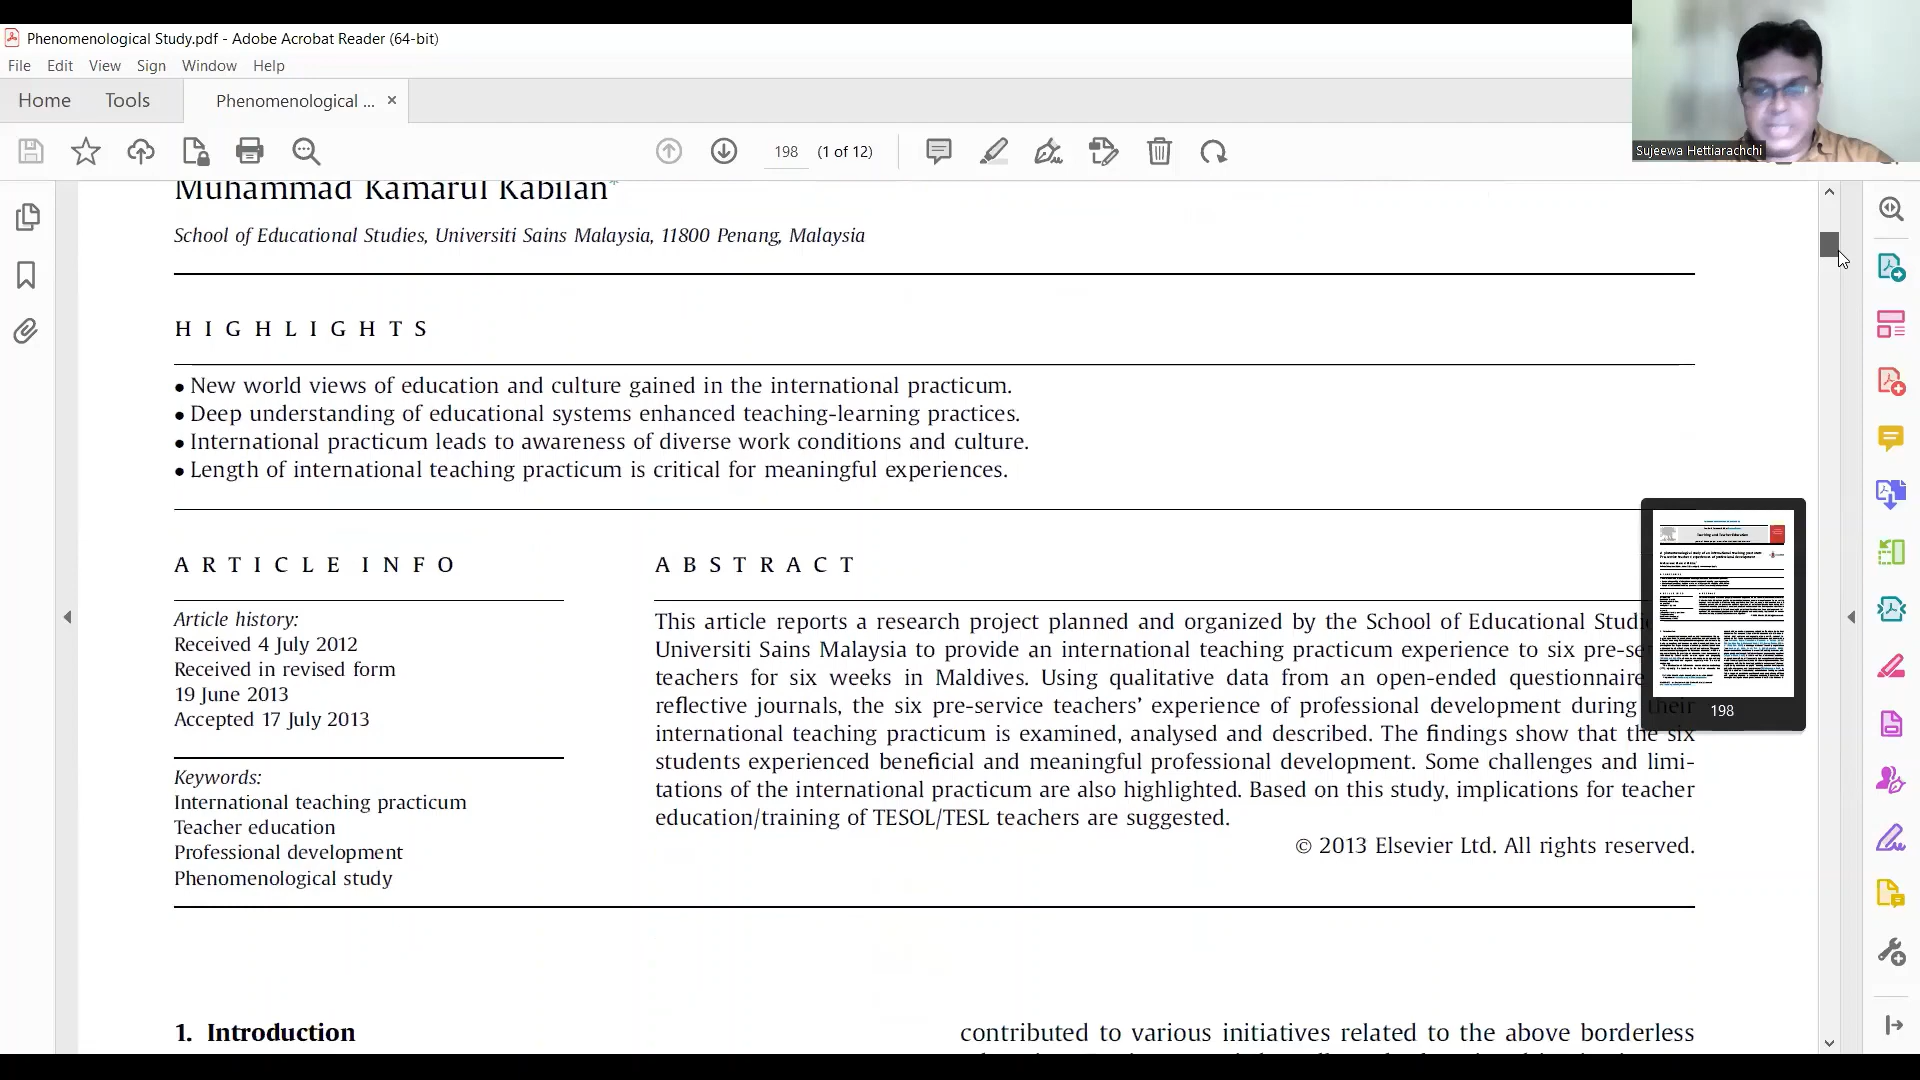 Phenomenological Study.pdf - Adobe Acrobat Reader (64-bit)
File Edit View Sign Window Help
Home Tools Phenomenological ...
198 (1 of 12)
Sujeewa Hettiarachchi
Muhammad Kamarul Kabilan*
School of Educational Studies, Universiti Sains Malaysia, 11800 Penang, Malaysia
HIGHLIGHTS
• New world views of education and culture gained in the international practicum.
• Deep understanding of educational systems enhanced teaching-learning practices.
• International practicum leads to awareness of diverse work conditions and culture.
• Length of international teaching practicum is critical for meaningful experiences.
ARTICLE INFO
Article history:
Received 4 July 2012
Received in revised form
19 June 2013
Accepted 17 July 2013
Keywords:
International teaching practicum
Teacher education
Professional development
Phenomenological study
ABSTRACT
This article reports a research project planned and organized by the School of Educational
Universiti Sains Malaysia to provide an international teaching practicum experience to six
teachers for six weeks in Maldives. Using qualitative data from an open-ended questionnaire
reflective journals, the six pre-service teachers' experience of professional development during their
international teaching practicum is examined, analysed and described. The findings show that the six
students experienced beneficial and meaningful professional development. Some challenges and limi-
tations of the international practicum are also highlighted. Based on this study, implications for teacher
education/training of TESOL/TESL teachers are suggested.
© 2013 Elsevier Ltd. All rights reserved.
198
1. Introduction
contributed to various initiatives related to the above borderless